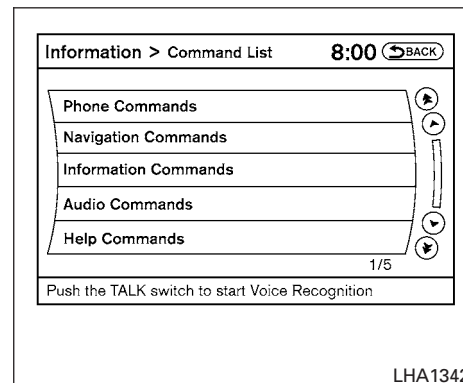 Information > Command List 8:00 BACK
Phone Commands
Navigation Commands
Information Commands
Audio Commands
Help Commands
1/5
Push the TALK switch to start Voice Recognition
LHA1342